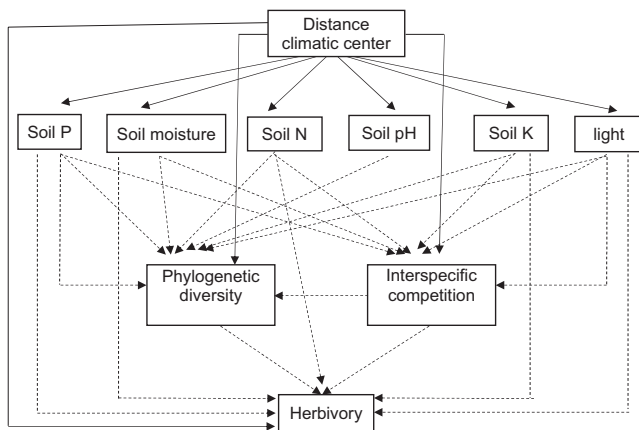 Distance
climatic center
Soil P
Soil moisture
Soil N
Soil pH
Soil K
light
Phylogenetic
diversity
Interspecific
competition
Herbivory